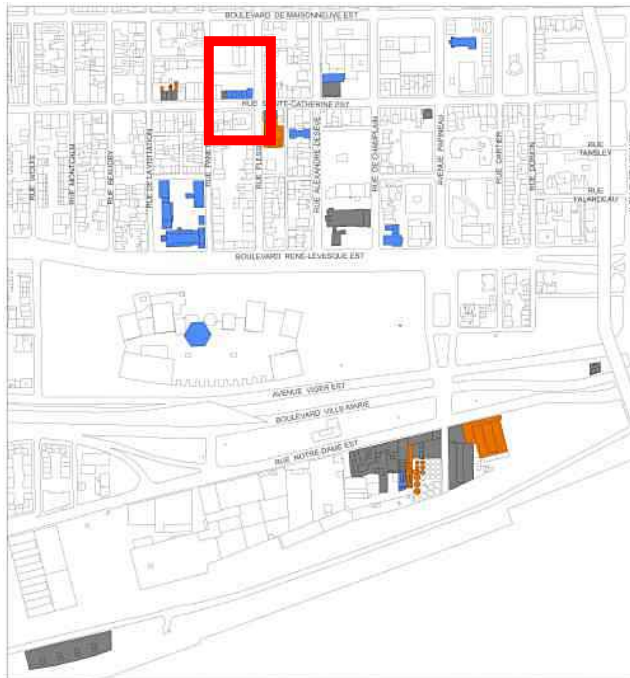 BOULEVARD DE MAISONNEUVE EST
RUE SAINTE-CATHERINE EST
RUE WOLFE
RUE MONTCALM
RUE BEAUDRY
RUE DE LA VISITATION
RUE PANET
RUE PLESSIS
RUE ALEXANDRE-DESÈVE
RUE DE CHAMPLAIN
AVENUE PAPINEAU
RUE CARTIER
RUE DORION
RUE
TANSLEY
RUE
FALARDEAU
BOULEVARD RENÉ-LÉVESQUE EST
AVENUE VIGER EST
BOULEVARD VILLE-MARIE
RUE NOTRE-DAME EST